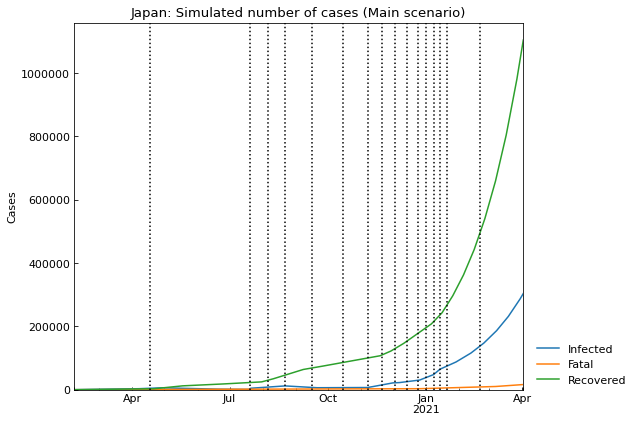 Japan: Simulated number of cases (Main scenario)
1000000
800000
600000
400000
200000
0
Cases
Apr Jul Oct Jan Apr
2021
Infected
Fatal
Recovered